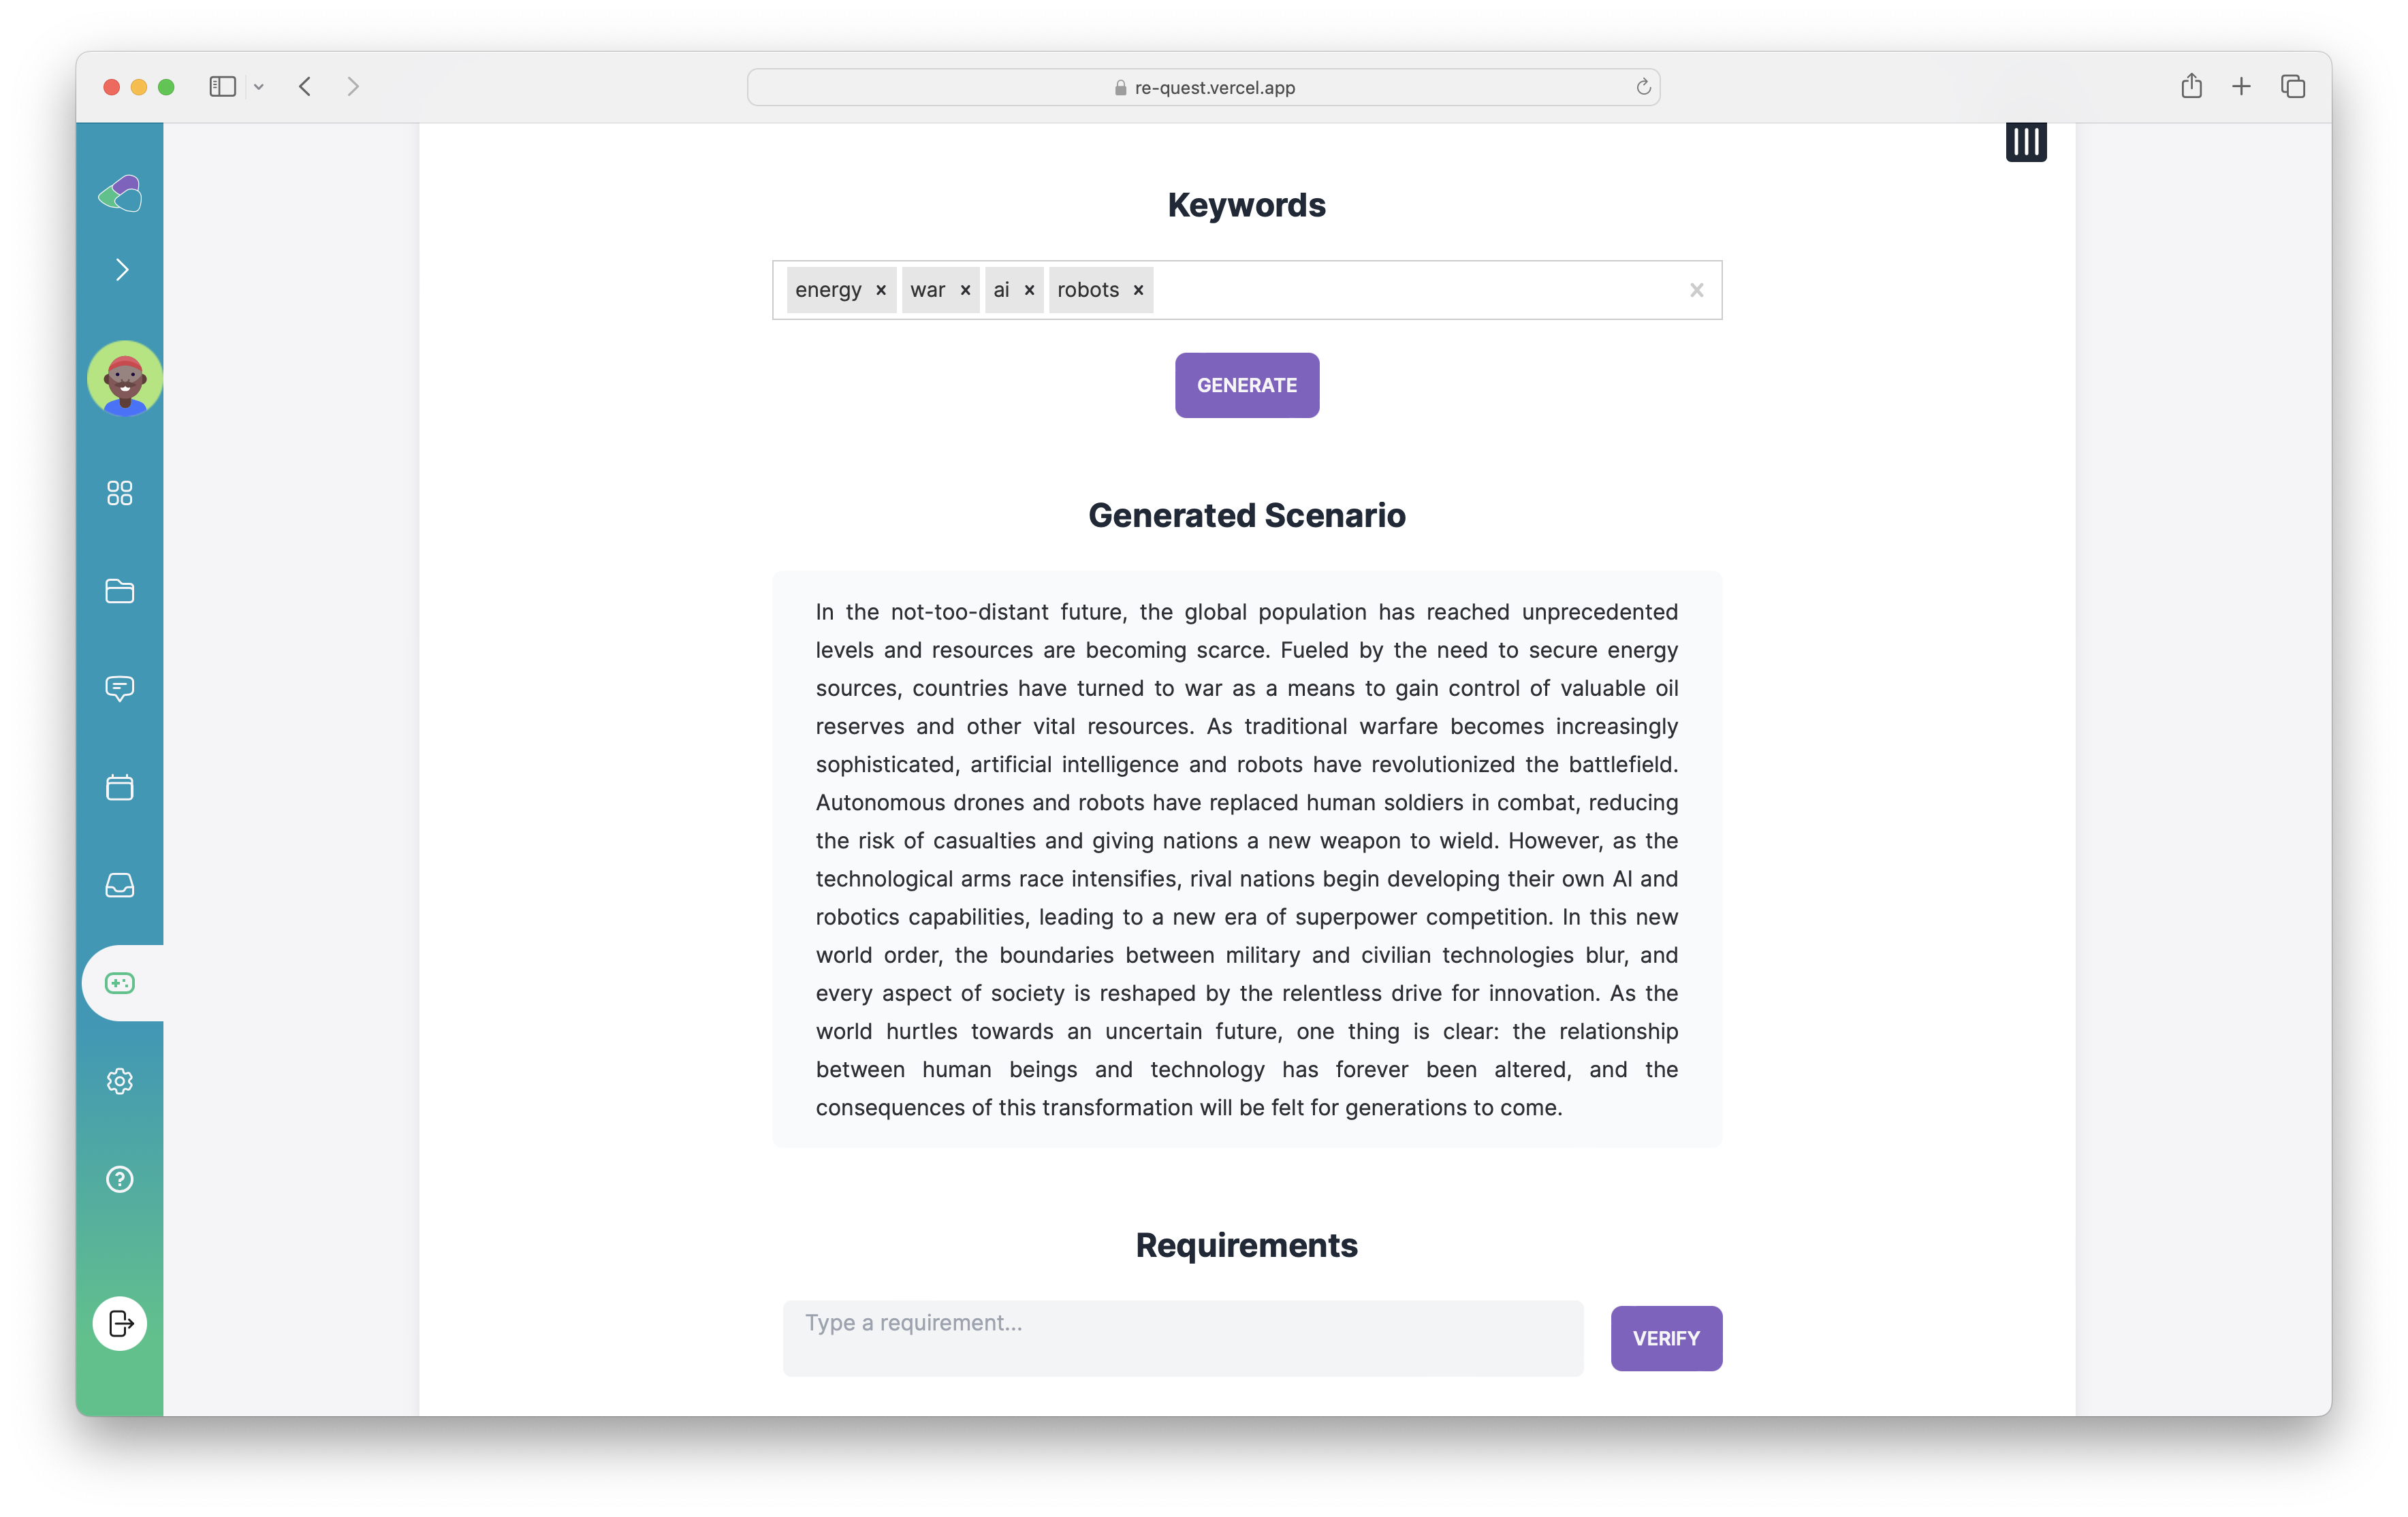 re-quest.vercel.app
Keywords
energy × war × ai × robots ×
GENERATE
Generated Scenario
In the not-too-distant future, the global population has reached unprecedented
levels and resources are becoming scarce. Fueled by the need to secure energy
sources, countries have turned to war as a means to gain control of valuable oil
reserves and other vital resources. As traditional warfare becomes increasingly
sophisticated, artificial intelligence and robots have revolutionized the battlefield.
Autonomous drones and robots have replaced human soldiers in combat, reducing
the risk of casualties and giving nations a new weapon to wield. However, as the
technological arms race intensifies, rival nations begin developing their own AI and
robotics capabilities, leading to a new era of superpower competition. In this new
world order, the boundaries between military and civilian technologies blur, and
every aspect of society is reshaped by the relentless drive for innovation. As the
world hurtles towards an uncertain future, one thing is clear: the relationship
between human beings and technology has forever been altered, and the
consequences of this transformation will be felt for generations to come.
Requirements
Type a requirement...
VERIFY